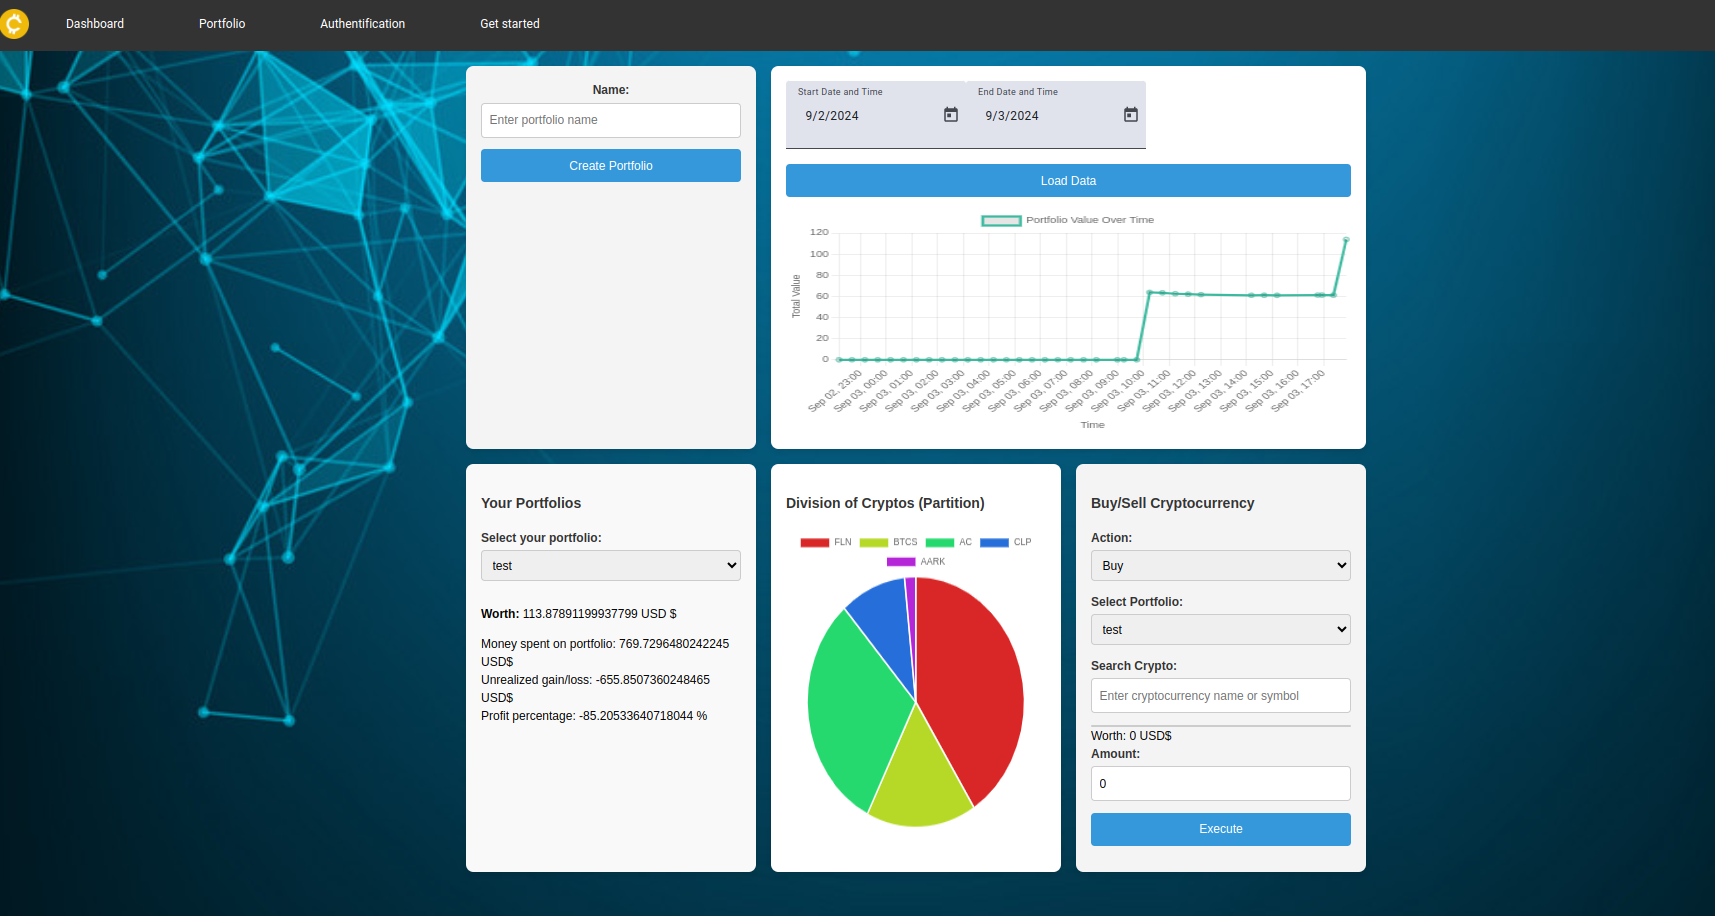 Dashboard
Portfolio
Authentification
Get started
Name:
Enter portfolio name
Create Portfolio
Start Date and Time
9/2/2024
End Date and Time
9/3/2024
Load Data
Portfolio Value Over Time
Total Value
120
100
80
60
40
20
0
Sep 02, 23:00
Sep 03, 00:00
Sep 03, 01:00
Sep 03, 02:00
Sep 03, 03:00
Sep 03, 04:00
Sep 03, 05:00
Sep 03, 06:00
Sep 03, 07:00
Sep 03, 08:00
Sep 03, 09:00
Sep 03, 10:00
Sep 03, 11:00
Sep 03, 12:00
Sep 03, 13:00
Sep 03, 14:00
Sep 03, 15:00
Sep 03, 16:00
Sep 03, 17:00
Time
Your Portfolios
Select your portfolio:
test
Worth: 113.87891199937799 USD $
Money spent on portfolio: 769.7296480242245
USD$
Unrealized gain/loss: -655.8507360248465
USD$
Profit percentage: -85.20533640718044 %
Division of Cryptos (Partition)
FLN
BTCS
AC
CLP
AARK
Buy/Sell Cryptocurrency
Action:
Buy
Select Portfolio:
test
Search Crypto:
Enter cryptocurrency name or symbol
Worth: 0 USD$
Amount:
0
Execute